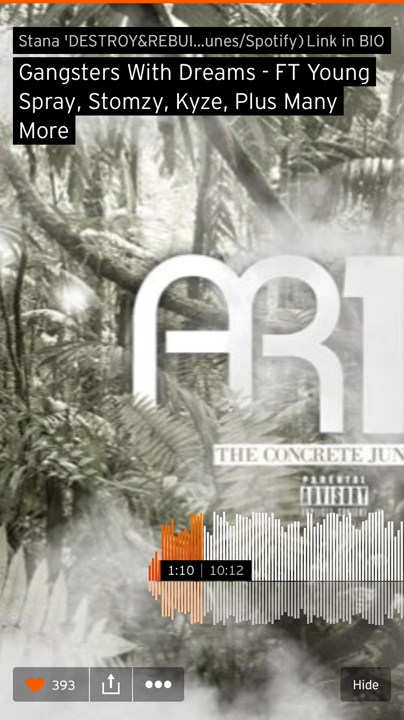 Stana 'DESTROY&REBUI...unes/Spotify) Link in BIO
Gangsters With Dreams - FT Young
Spray, Stomzy, Kyze, Plus Many
More
ART
THE CONCRETE JUN
PARENTAL
ADVISORY
1:10 | 10:12
393
Hide